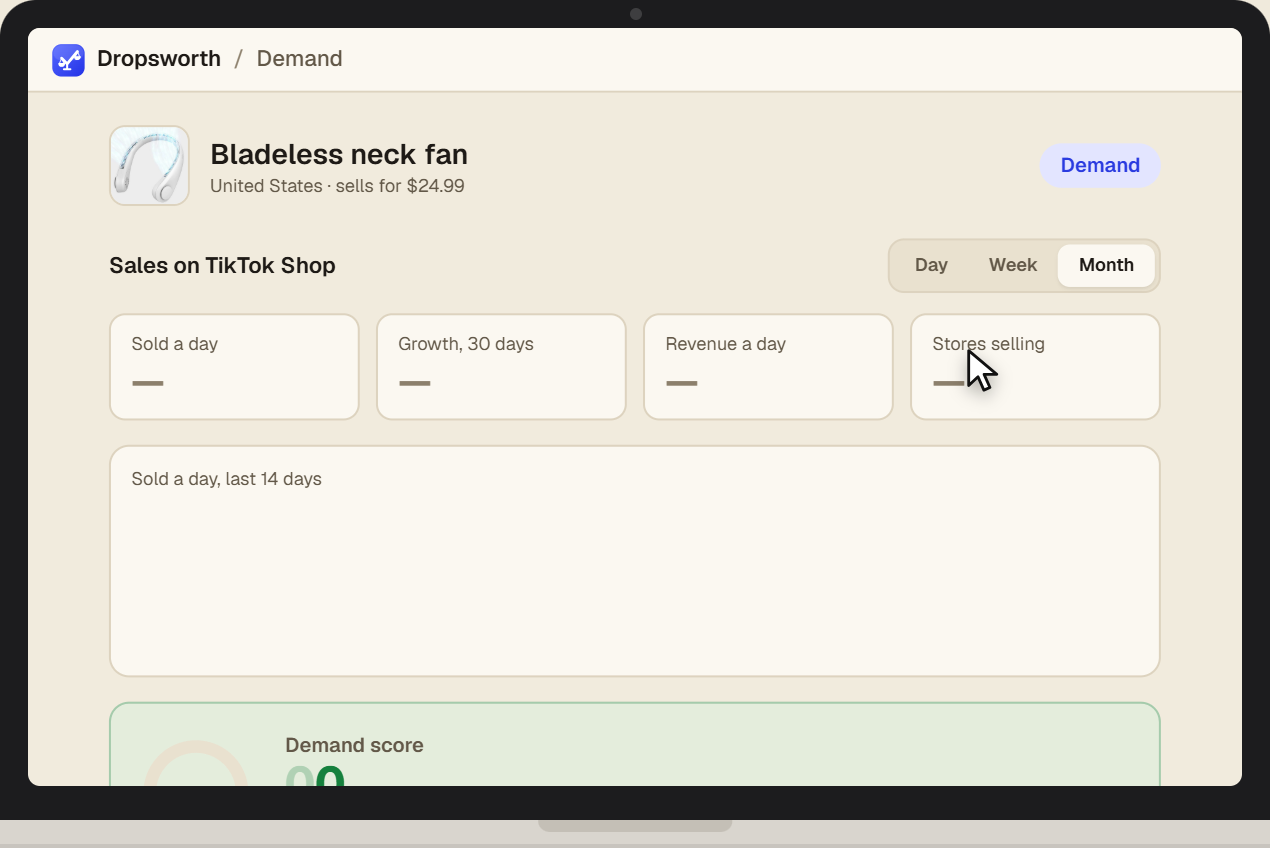 Dropsworth / Demand
Bladeless neck fan
United States · sells for $24.99
Demand
Sales on TikTok Shop
Day Week Month
Sold a day
—
Growth, 30 days
—
Revenue a day
—
Stores selling
—
Sold a day, last 14 days
Demand score
00